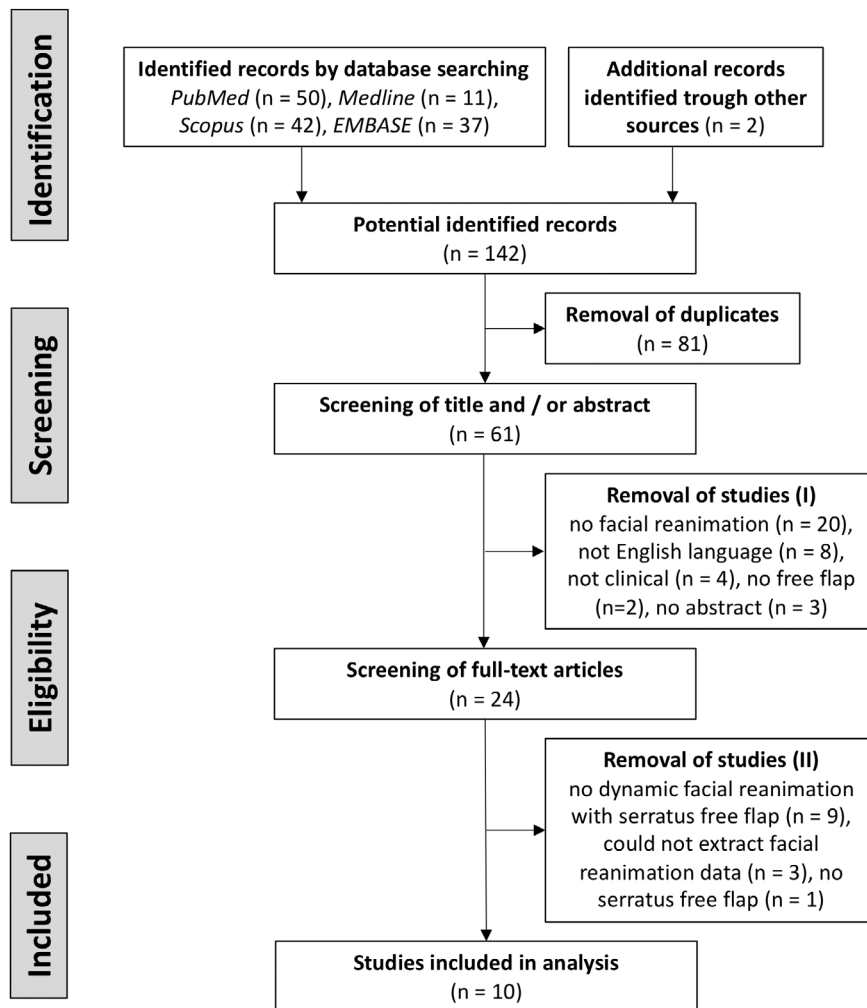 Identification
Identified records by database searching
PubMed (n = 50), Medline (n = 11),
Scopus (n = 42), EMBASE (n = 37)
Additional records
identified trough other
sources (n = 2)
Potential identified records
(n = 142)
Screening
Removal of duplicates
(n = 81)
Screening of title and / or abstract
(n = 61)
Removal of studies (I)
no facial reanimation (n = 20),
not English language (n = 8),
not clinical (n = 4), no free flap
(n=2), no abstract (n = 3)
Eligibility
Screening of full-text articles
(n = 24)
Removal of studies (II)
no dynamic facial reanimation
with serratus free flap (n = 9),
could not extract facial
reanimation data (n = 3), no
serratus free flap (n = 1)
Included
Studies included in analysis
(n = 10)